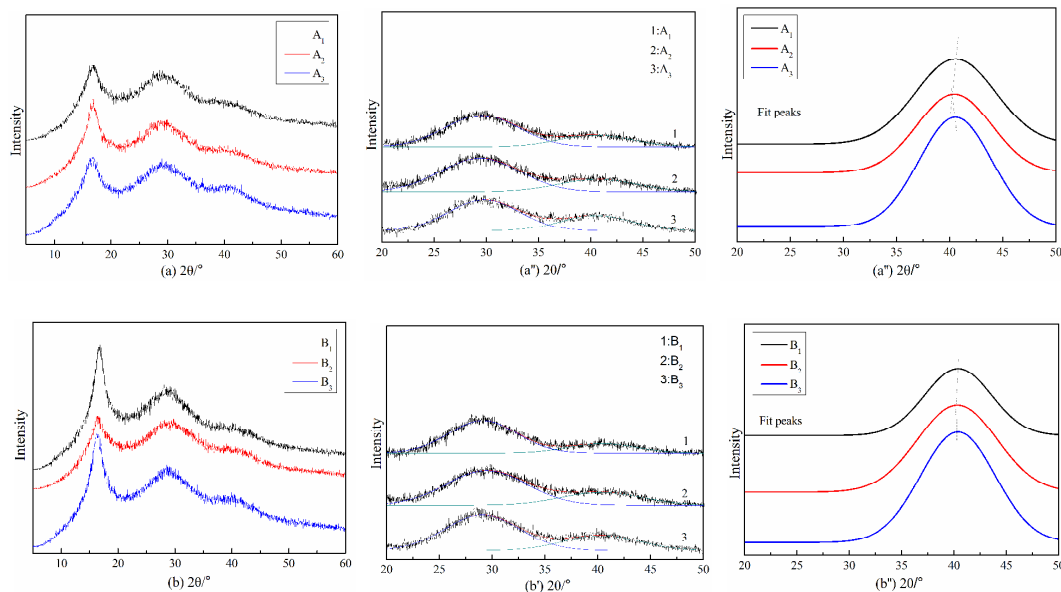 A1
A2
A3
Intensity
10 20 30 40 50 60
(a) 2θ/°
1:A1
2:A2
3:A3
1
2
3
Intensity
20 25 30 35 40 45 50
(a") 2θ/°
A1
A2
A3
Fit peaks
Intensity
20 25 30 35 40 45 50
(a") 2θ/°
B1
B2
B3
Intensity
10 20 30 40 50 60
(b) 2θ/°
1:B1
2:B2
3:B3
1
2
3
Intensity
20 25 30 35 40 45 50
(b') 2θ/°
B1
B2
B3
Fit peaks
Intensity
20 25 30 35 40 45 50
(b") 2θ/°